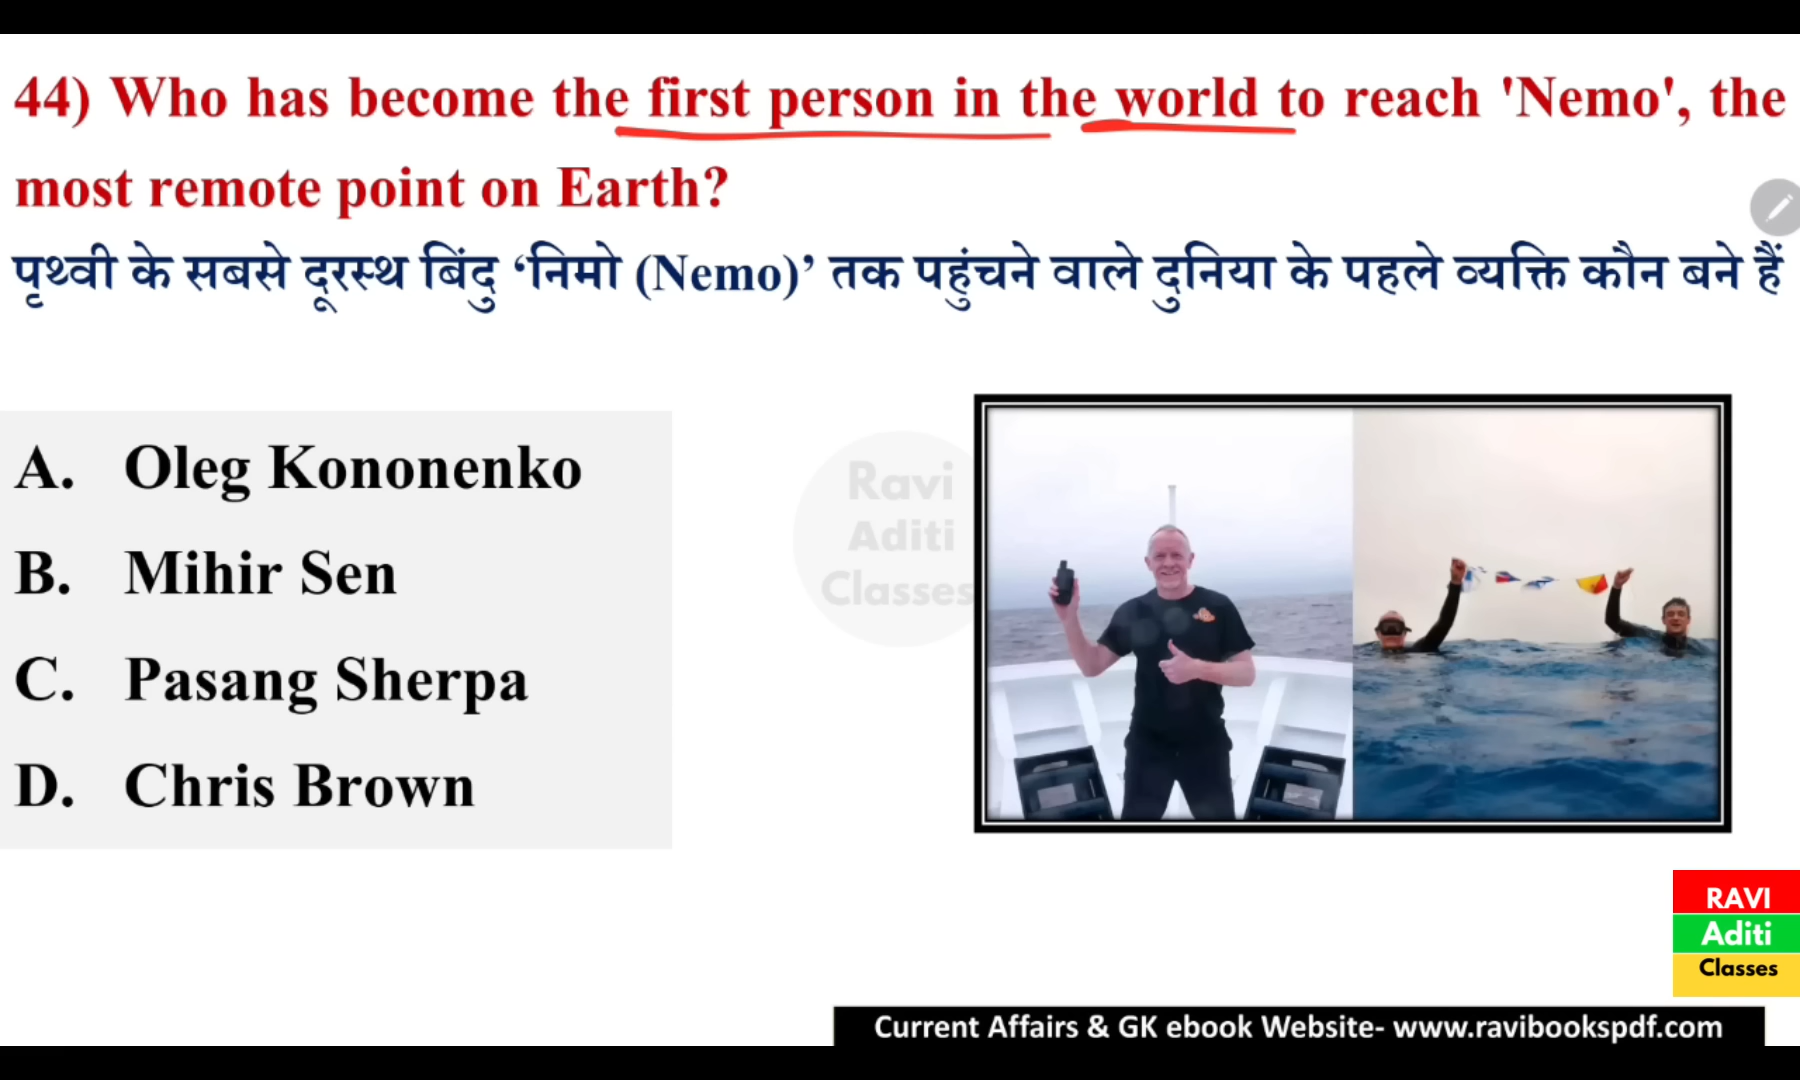 44) Who has become the first person in the world to reach 'Nemo', the
most remote point on Earth?
पृथ्वी के सबसे दूरस्थ बिंदु ‘निमो (Nemo)’ तक पहुंचने वाले दुनिया के पहले व्यक्ति कौन बने हैं
A. Oleg Kononenko
B. Mihir Sen
C. Pasang Sherpa
D. Chris Brown
Ravi
Aditi
Classes
RAVI
Aditi
Classes
Current Affairs & GK ebook Website- www.ravibookspdf.com